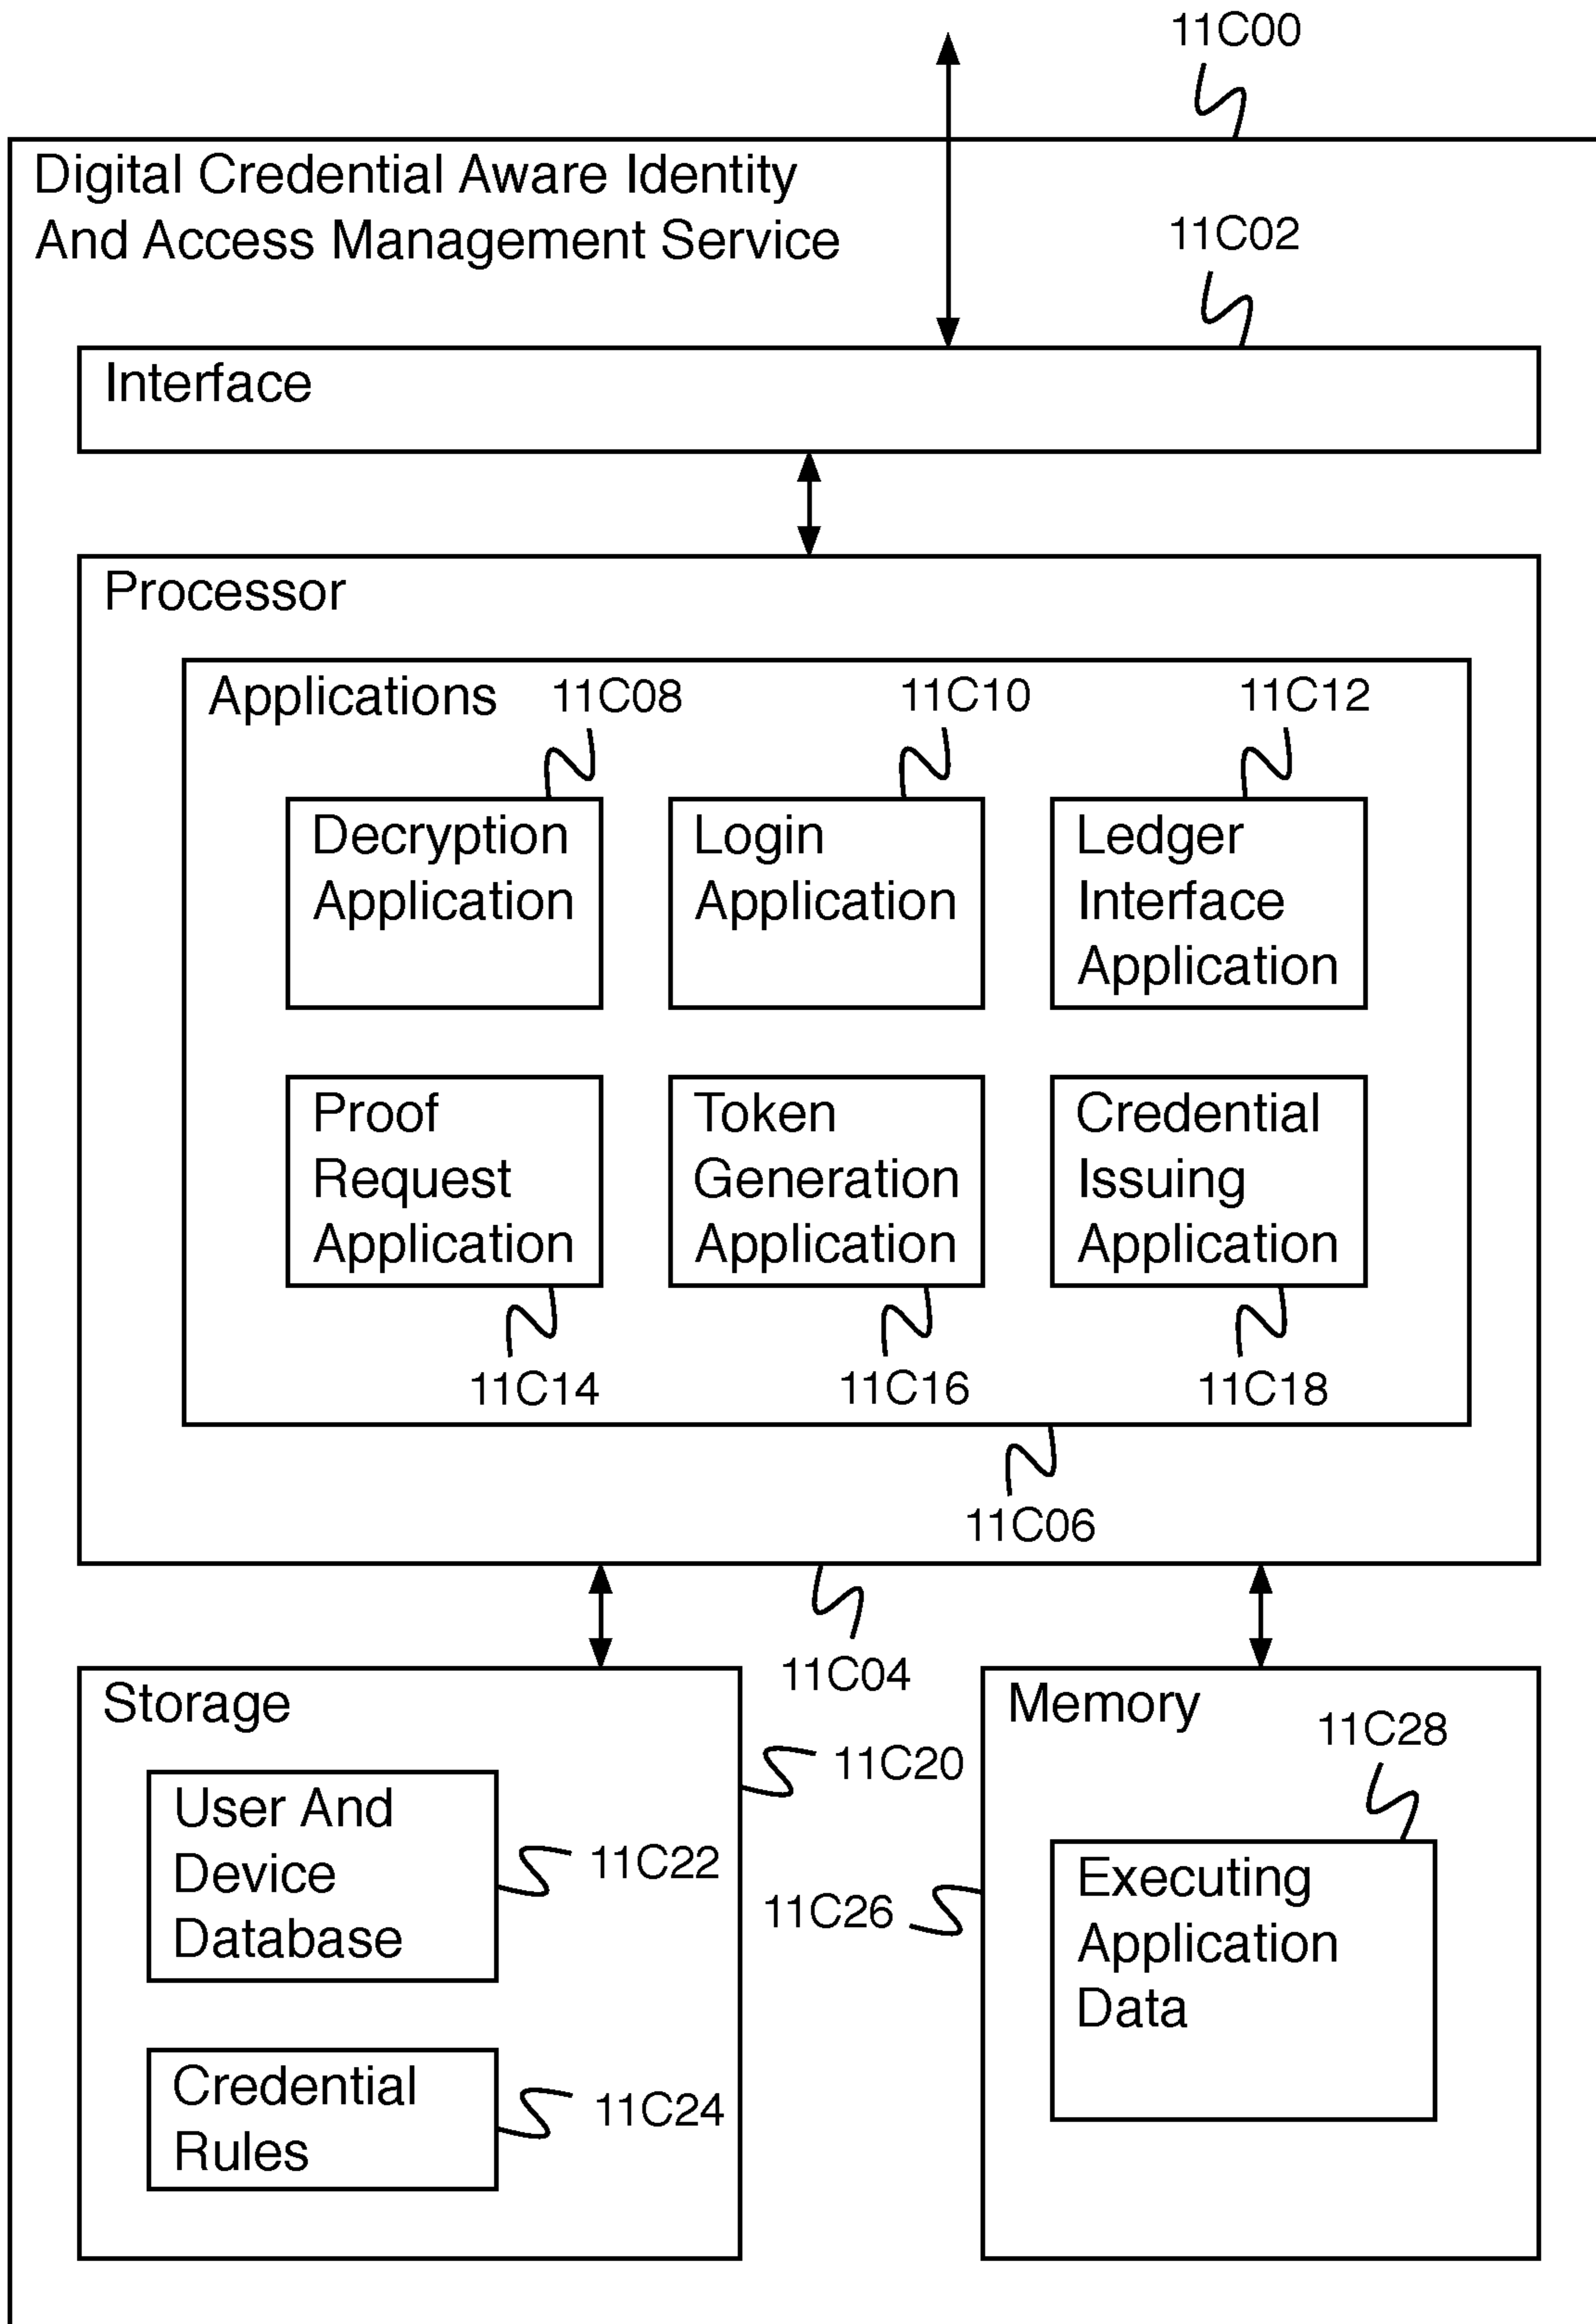 11C00
Digital Credential Aware Identity
And Access Management Service
11C02
Interface
Processor
Applications
11C08
11C10
11C12
Decryption
Application
Login
Application
Ledger
Interface
Application
Proof
Request
Application
Token
Generation
Application
Credential
Issuing
Application
11C14
11C16
11C18
11C06
11C04
Storage
11C20
User And
Device
Database
11C22
Credential
Rules
11C24
Memory
11C28
11C26
Executing
Application
Data